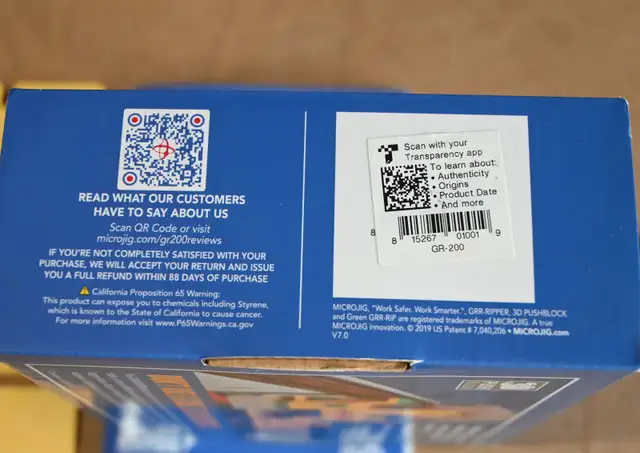 READ WHAT OUR CUSTOMERS
HAVE TO SAY ABOUT US
Scan QR Code or visit
microjig.com/gr200reviews
IF YOU'RE NOT COMPLETELY SATISFIED WITH YOUR
PURCHASE, WE WILL ACCEPT YOUR RETURN AND ISSUE
YOU A FULL REFUND WITHIN 88 DAYS OF PURCHASE
California Proposition 65 Warning:
This product can expose you to chemicals including Styrene,
which is known to the State of California to cause cancer.
For more information visit www.P65Warnings.ca.gov
Scan with your
Transparency app
To learn about:
• Authenticity
• Origins
• Product Date
• And more
8 15267 01001 9
GR-200
MICROJIG, "Work Safer. Work Smarter.", GRR-RIPPER, 3D PUSHBLOCK
and Green GRR-RIP are registered trademarks of MICROJIG. A true
MICROJIG Innovation. © 2019 US Patent # 7,040,206 • MICROJIG.com
V7.0